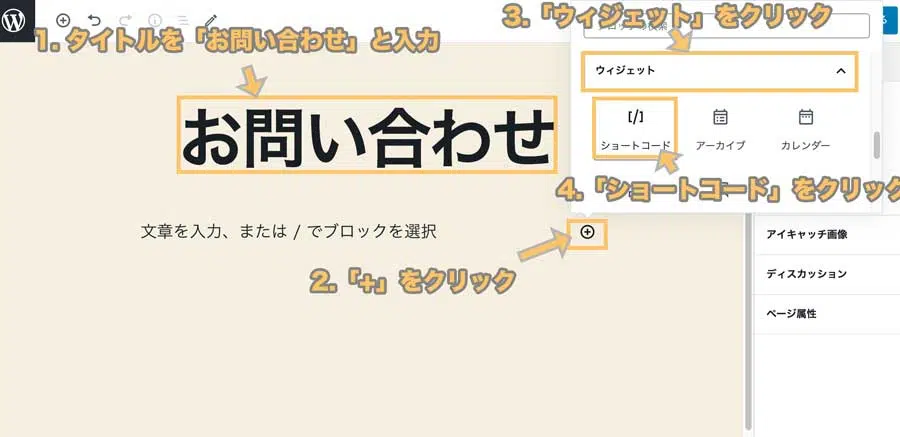 1. タイトルを「お問い合わせ」と入力
3.「ウィジェット」をクリック
ウィジェット
[/]
ショートコード
アーカイブ
カレンダー
お問い合わせ
4.「ショートコード」をクリック
文章を入力、または / でブロックを選択
2.「+」をクリック
アイキャッチ画像
ディスカッション
ページ属性